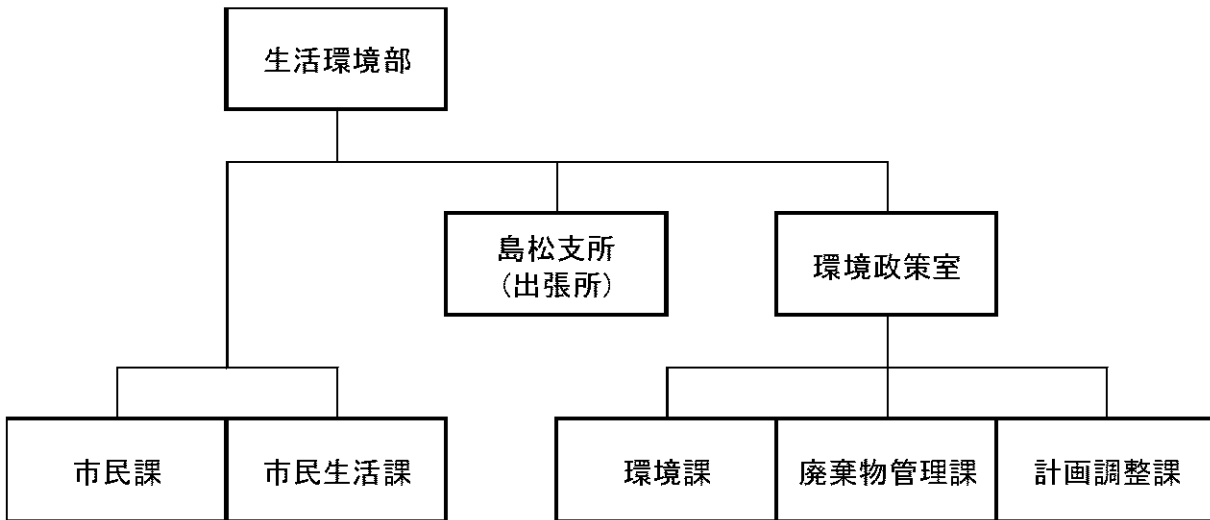 生活環境部
島松支所
(出張所)
環境政策室
市民課
市民生活課
環境課
廃棄物管理課
計画調整課